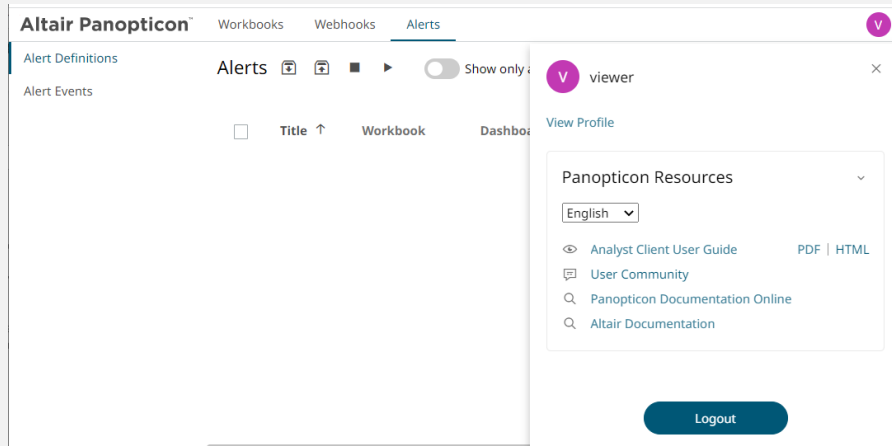 Altair Panopticon™
Workbooks Webhooks Alerts
V
Alert Definitions
Alert Events
Alerts
Show only
Title ↑ Workbook
V viewer
View Profile
Panopticon Resources
English
Analyst Client User Guide PDF | HTML
User Community
Panopticon Documentation Online
Altair Documentation
Logout